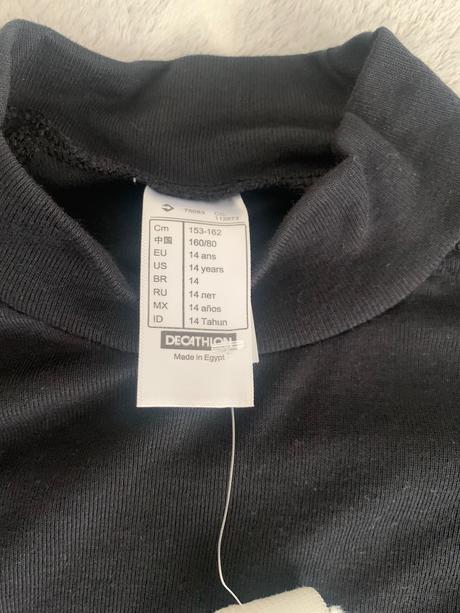 Cm 153-162
中国 160/80
EU 14 ans
US 14 years
BR 14
RU 14 лет
MX 14 años
ID 14 Tahun
DECATHLON
Made in Egypt